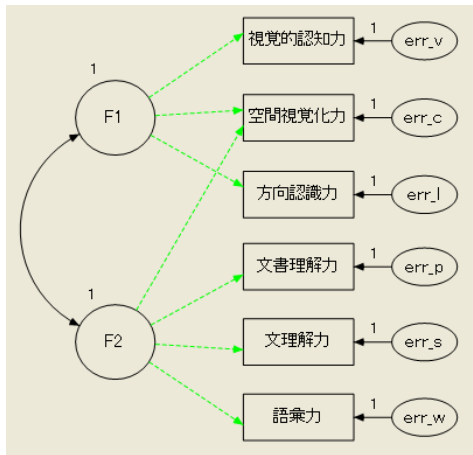 1
視覚的認知力
1
err_v
F1
空間視覚化力
1
err_c
方向認識力
1
err_l
文書理解力
1
err_p
1
F2
文理解力
1
err_s
語彙力
1
err_w